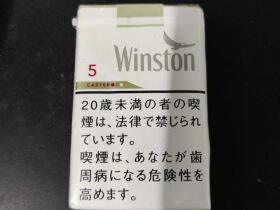 Winston
5
CASTER
20歳未満の者の喫
煙は、法律で禁じられ
ています。
喫煙は、あなたが歯
周病になる危険性を
高めます。